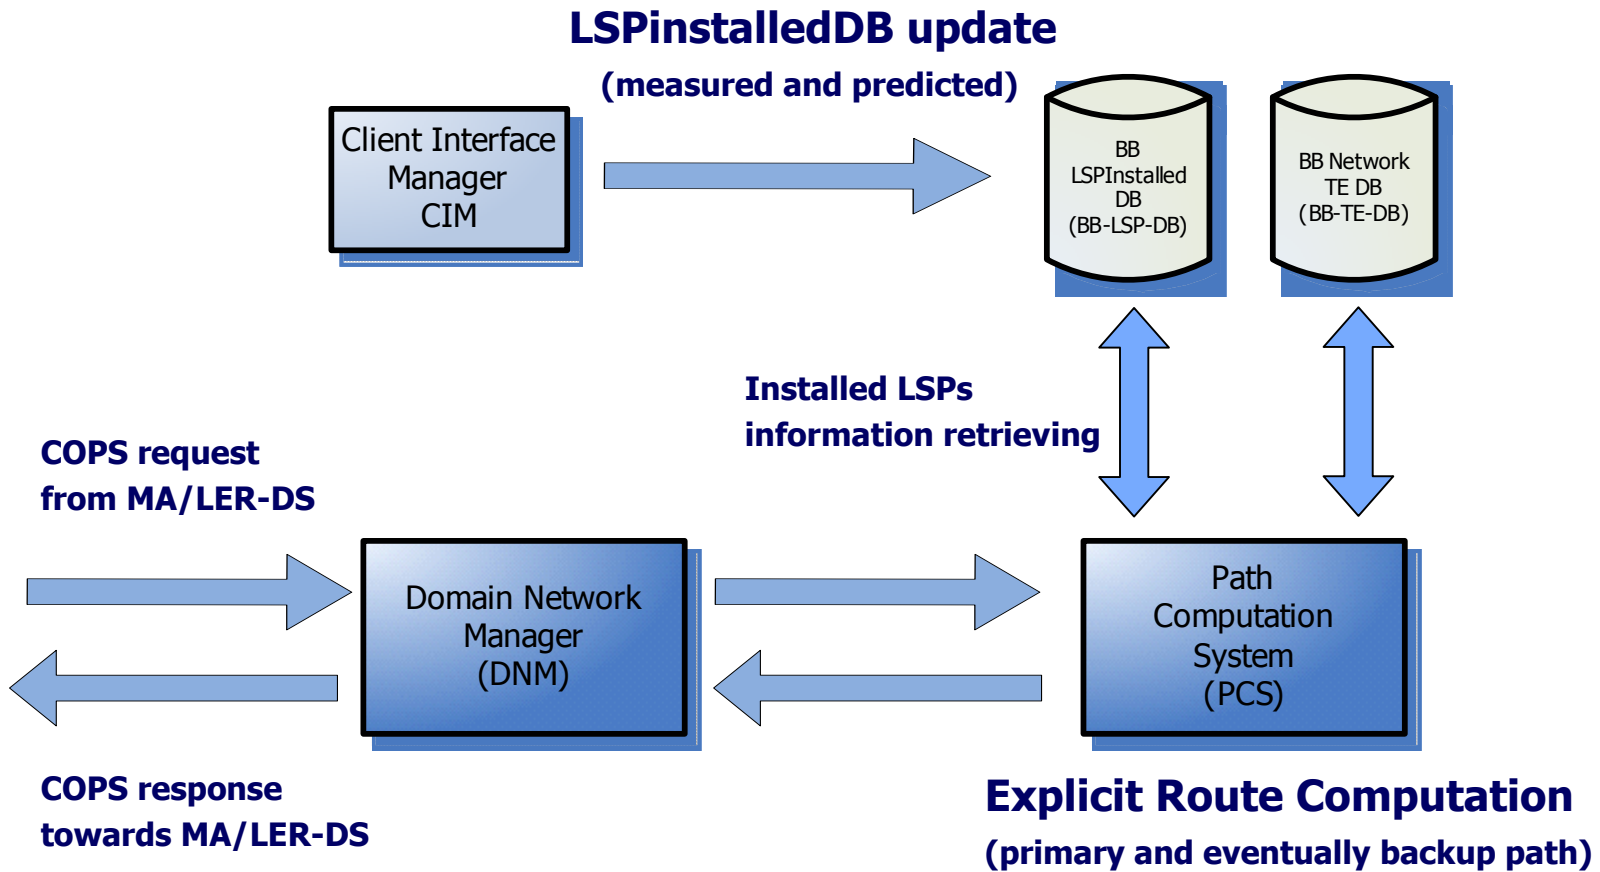 LSPinstalledDB update
(measured and predicted)
Client Interface
Manager
CIM
BB
LSPInstalled
DB
(BB-LSP-DB)
BB Network
TE DB
(BB-TE-DB)
Installed LSPs
information retrieving
COPS request
from MA/LER-DS
Domain Network
Manager
(DNM)
Path
Computation
System
(PCS)
COPS response
towards MA/LER-DS
Explicit Route Computation
(primary and eventually backup path)